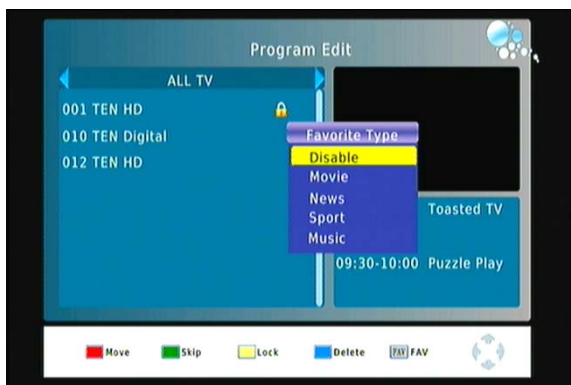 Program Edit
ALL TV
001 TEN HD
010 TEN Digital
012 TEN HD
Favorite Type
Disable
Movie
News
Sport
Music
Toasted TV
09:30-10:00 Puzzle Play
Move Skip Lock Delete FAV FAV